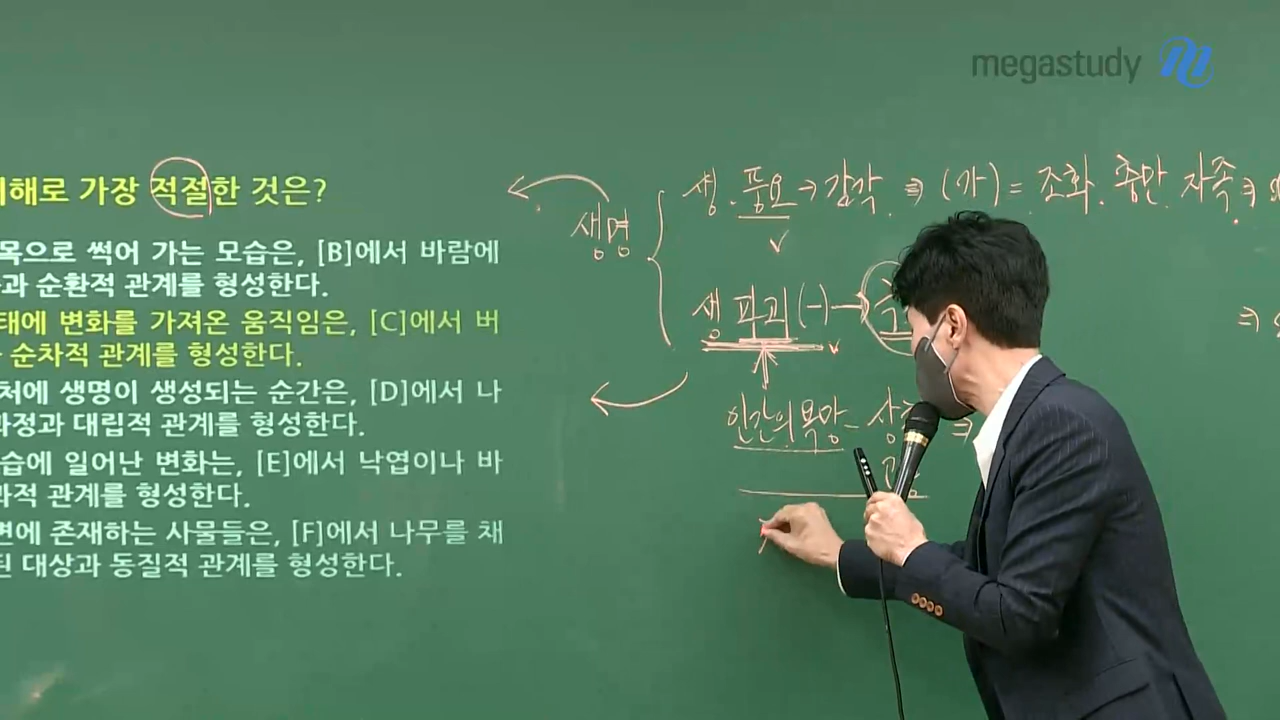 megastudy
이해로 가장 적절한 것은?
목으로 썩어 가는 모습은, [B]에서 바람에
과 순환적 관계를 형성한다.
태에 변화를 가져온 움직임은, [C]에서 버
순차적 관계를 형성한다.
처에 생명이 생성되는 순간은, [D]에서 나
과정과 대립적 관계를 형성한다.
습에 일어난 변화는, [E]에서 낙엽이나 바
과적 관계를 형성한다.
면에 존재하는 사물들은, [F]에서 나무를 채
된 대상과 동질적 관계를 형성한다.
생명
생. 풍요 → 감각 ⇒ (가) = 조화. 충만 자족 ⇒
생 파괴 (-) →
인간의 욕망 -